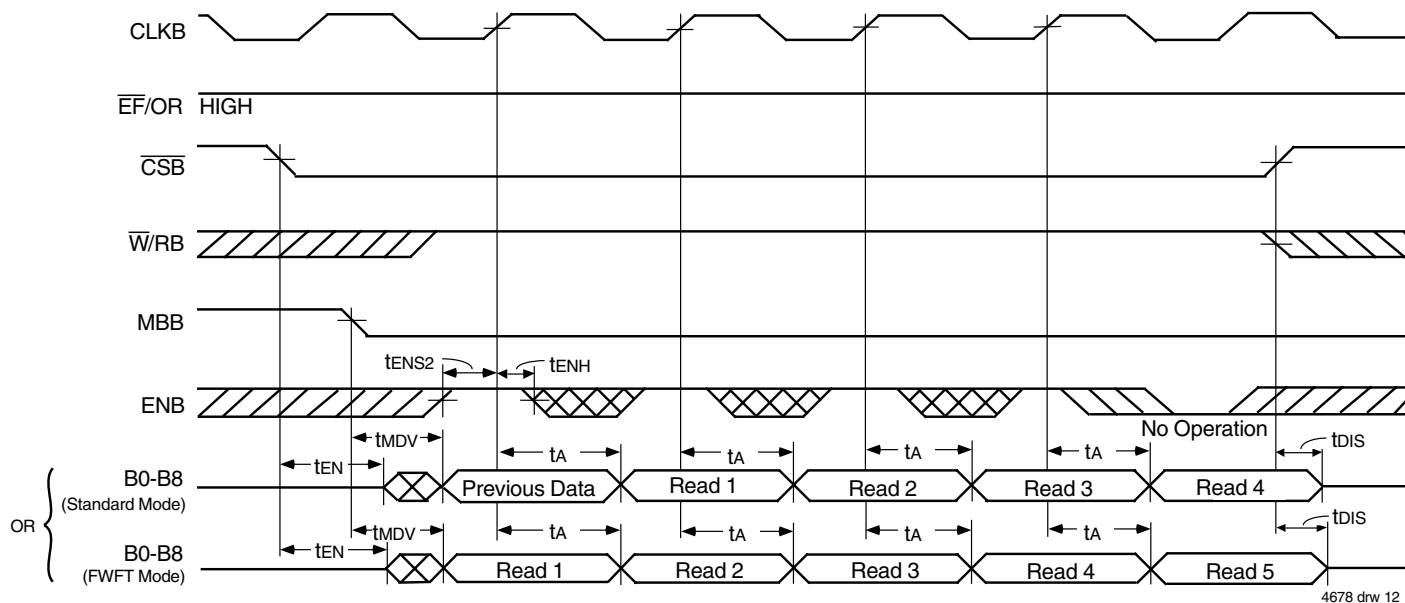 CLKB
EF/OR HIGH
CSB
W/RB
MBB
tENS2 tENH
ENB
No Operation
tMDV
tEN tA tA tA tA tDIS
B0-B8 Previous Data Read 1 Read 2 Read 3 Read 4
(Standard Mode)
OR
tMDV tA tA tA tA tDIS
tEN
B0-B8 Read 1 Read 2 Read 3 Read 4 Read 5
(FWFT Mode)
4678 drw 12